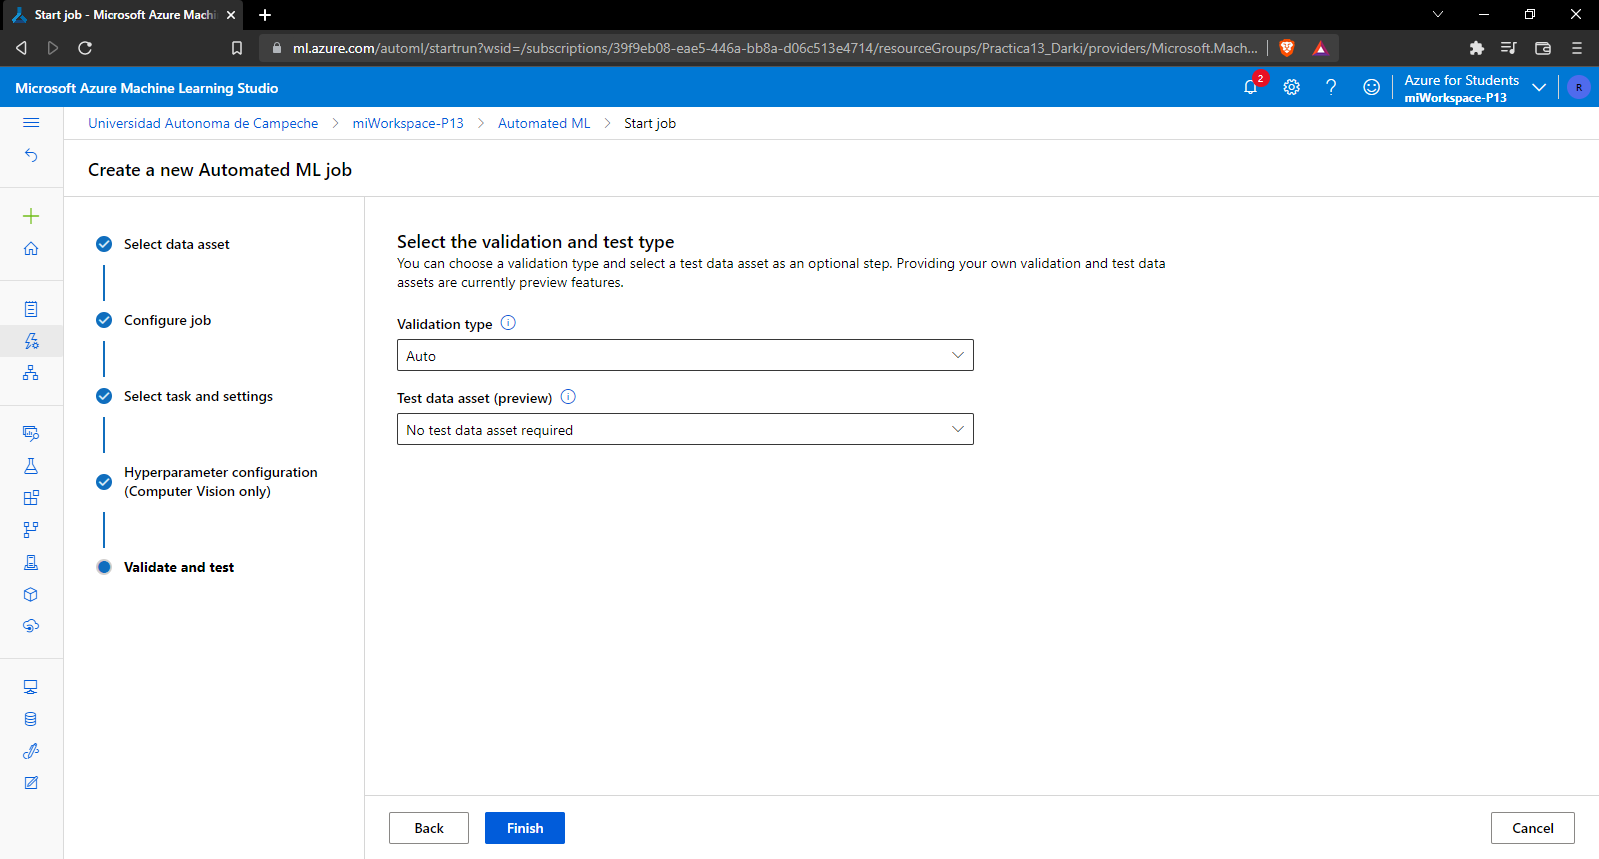 Start job - Microsoft Azure Machi
ml.azure.com/automl/startrun?wsid=/subscriptions/39f9eb08-eae5-446a-bb8a-d06c513e4714/resourceGroups/Practica13_Darki/providers/Microsoft.Mach...
Microsoft Azure Machine Learning Studio
2
?
Azure for Students
miWorkspace-P13
R
Universidad Autonoma de Campeche > miWorkspace-P13 > Automated ML > Start job
Create a new Automated ML job
Select data asset
Configure job
Select task and settings
Hyperparameter configuration
(Computer Vision only)
Validate and test
Select the validation and test type
You can choose a validation type and select a test data asset as an optional step. Providing your own validation and test data
assets are currently preview features.
Validation type
Auto
Test data asset (preview)
No test data asset required
Back
Finish
Cancel